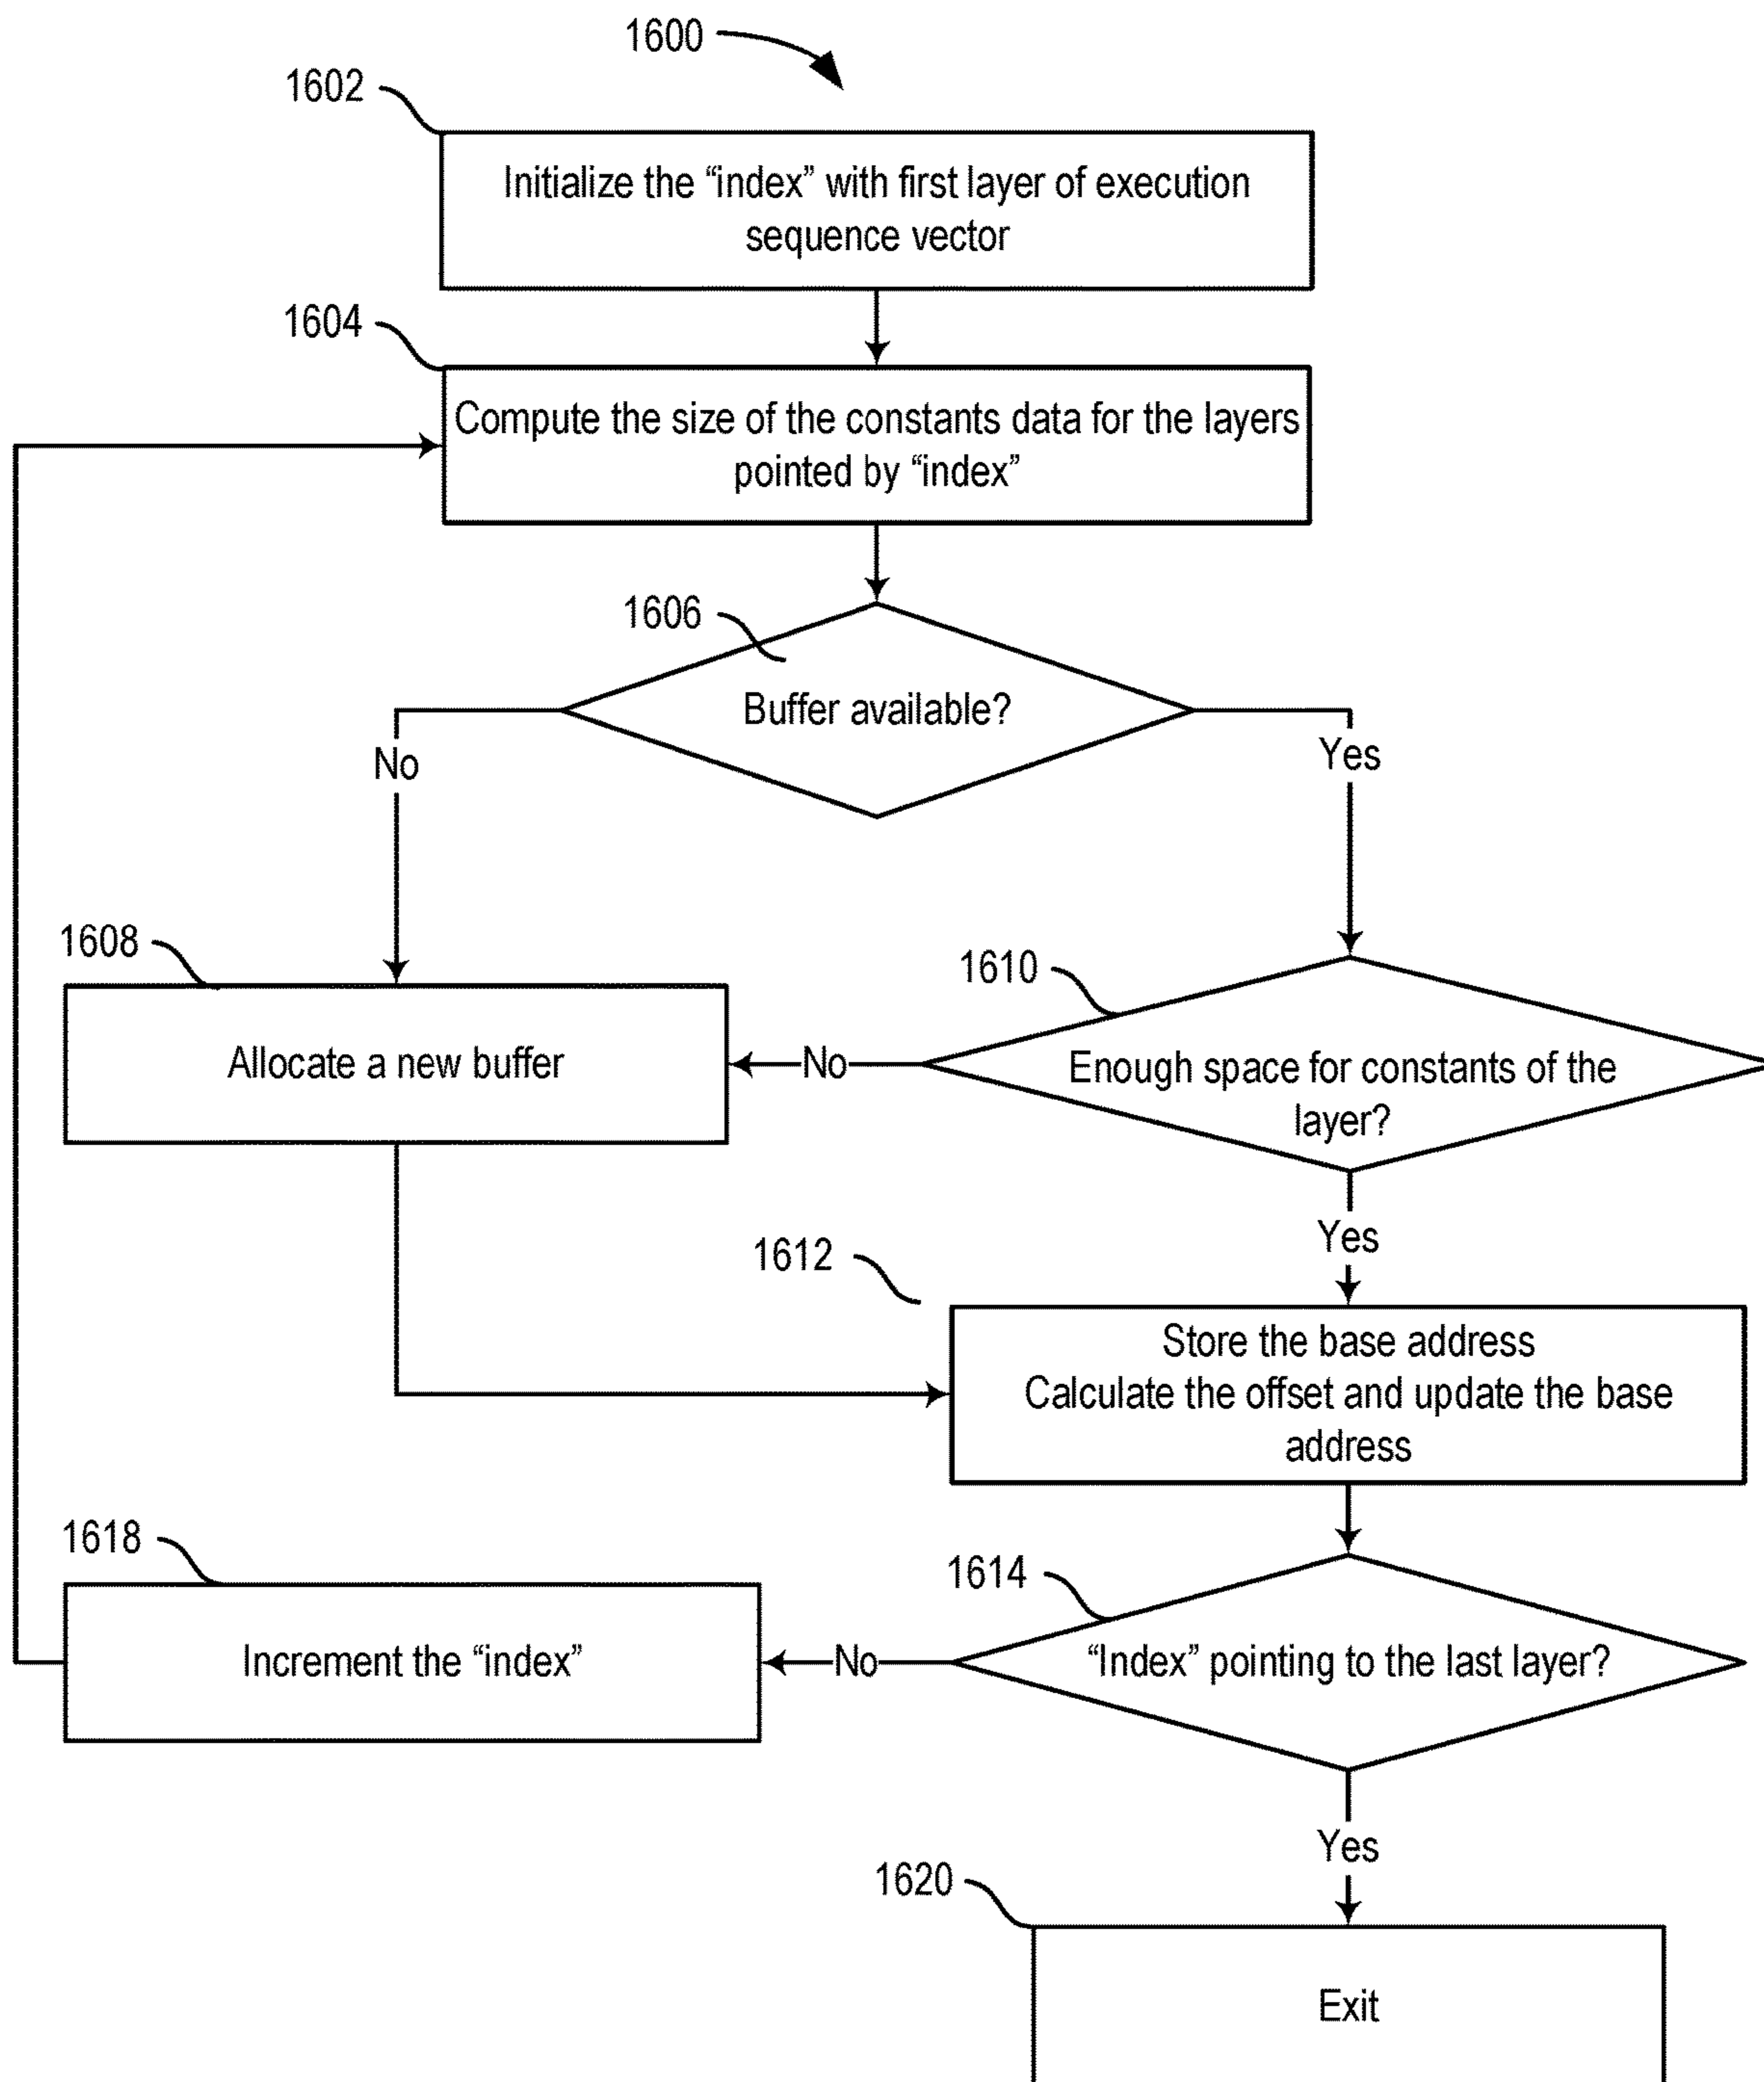 1600
1602
Initialize the “index” with first layer of execution
sequence vector
1604
Compute the size of the constants data for the layers
pointed by “index”
1606
Buffer available?
No
Yes
1608
Allocate a new buffer
1610
No
Enough space for constants of the
layer?
Yes
1612
Store the base address
Calculate the offset and update the base
address
1618
Increment the “index”
1614
No
“Index” pointing to the last layer?
Yes
1620
Exit